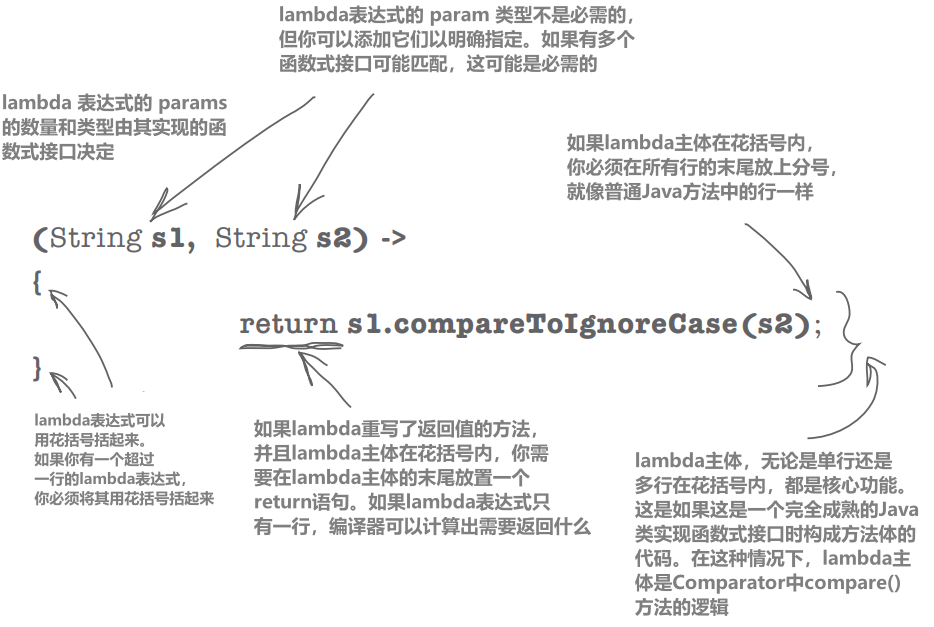 lambda表达式的 param 类型不是必需的，
但你可以添加它们以明确指定。如果有多个
函数式接口可能匹配，这可能是必需的
lambda 表达式的 params
的数量和类型由其实现的函
数式接口决定
如果lambda主体在花括号内，
你必须在所有行的末尾放上分号，
就像普通Java方法中的行一样
(String s1, String s2) ->
{
return s1.compareToIgnoreCase(s2);
}
lambda表达式可以
用花括号括起来。
如果你有一个超过
一行的lambda表达式，
你必须将其用花括号括起来
如果lambda重写了返回值的方法，
并且lambda主体在花括号内，你需
要在lambda主体的末尾放置一个
return语句。如果lambda表达式只
有一行，编译器可以计算出需要返回什么
lambda主体，无论是单行还是
多行在花括号内，都是核心功能。
这是如果这是一个完全成熟的Java
类实现函数式接口时构成方法体的
代码。在这种情况下，lambda主
体是Comparator中compare()
方法的逻辑